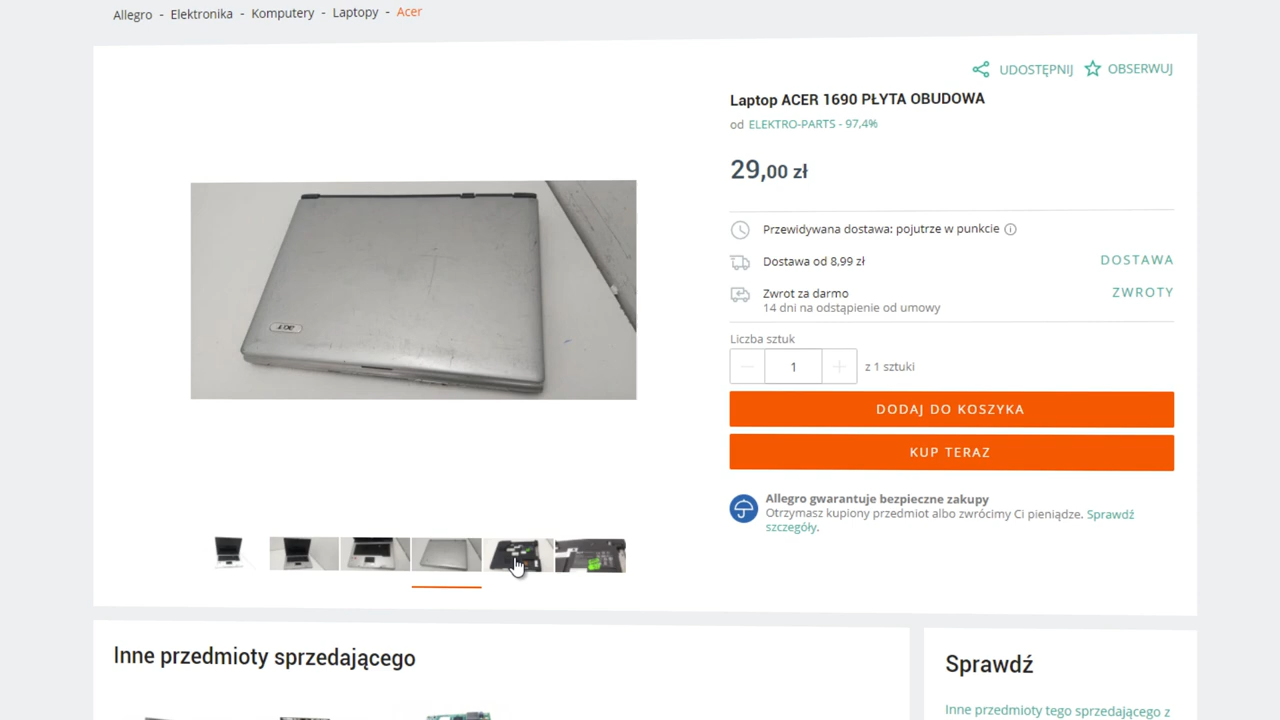 Allegro - Elektronika - Komputery - Laptopy - Acer
UDOSTĘPNIJ OBSERWUJ
Laptop ACER 1690 PŁYTA OBUDOWA
od ELEKTRO-PARTS - 97,4%
29,00 zł
Przewidywana dostawa: pojutrze w punkcie
Dostawa od 8,99 zł DOSTAWA
Zwrot za darmo ZWROTY
14 dni na odstąpienie od umowy
Liczba sztuk
1 z 1 sztuki
DODAJ DO KOSZYKA
KUP TERAZ
Allegro gwarantuje bezpieczne zakupy
Otrzymasz kupiony przedmiot albo zwrócimy Ci pieniądze. Sprawdź
szczegóły.
Inne przedmioty sprzedającego
Sprawdź
Inne przedmioty tego sprzedającego z